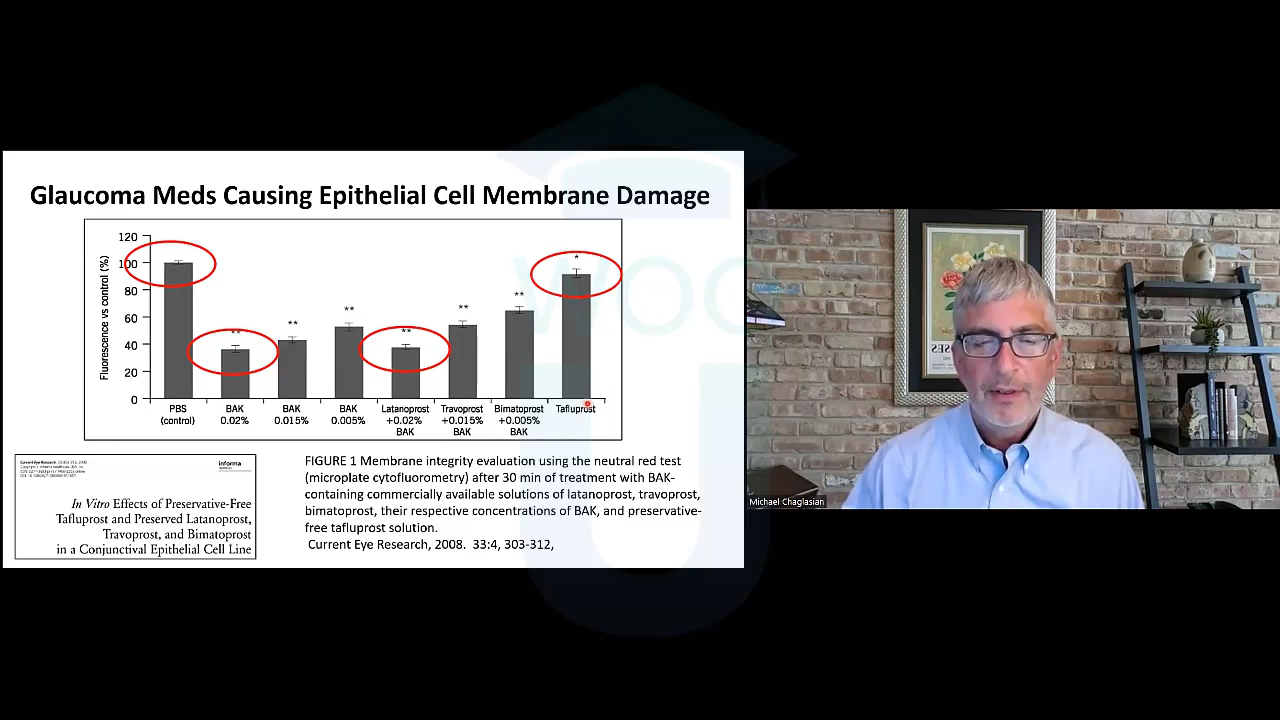 Glaucoma Meds Causing Epithelial Cell Membrane Damage
Fluorescence vs control (%)
120
100
80
60
40
20
0
**
**
**
**
**
**
*
PBS
(control)
BAK
0.02%
BAK
0.015%
BAK
0.005%
Latanoprost
+0.02%
BAK
Travoprost
+0.015%
BAK
Bimatoprost
+0.005%
BAK
Tafluprost
informa
In Vitro Effects of Preservative-Free
Tafluprost and Preserved Latanoprost,
Travoprost, and Bimatoprost
in a Conjunctival Epithelial Cell Line
FIGURE 1 Membrane integrity evaluation using the neutral red test
(microplate cytofluorometry) after 30 min of treatment with BAK-
containing commercially available solutions of latanoprost, travoprost,
bimatoprost, their respective concentrations of BAK, and preservative-
free tafluprost solution.
Current Eye Research, 2008. 33:4, 303-312,
Michael Chaglasian